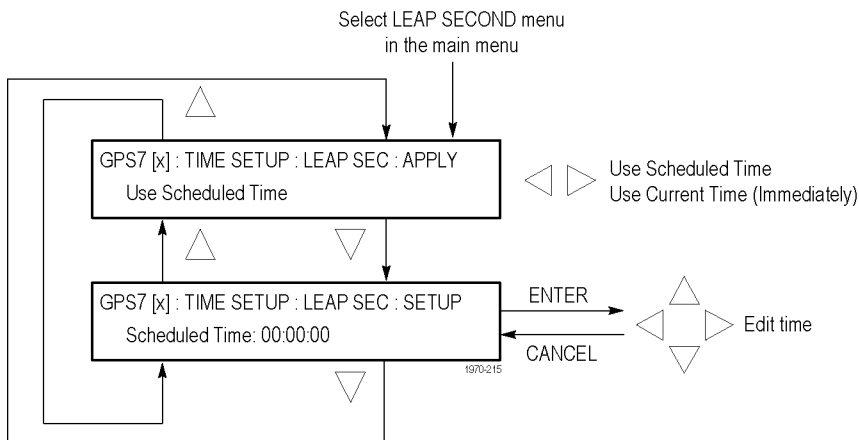 Select LEAP SECOND menu
in the main menu
GPS7 [x] : TIME SETUP : LEAP SEC : APPLY
Use Scheduled Time
Use Scheduled Time
Use Current Time (Immediately)
GPS7 [x] : TIME SETUP : LEAP SEC : SETUP
Scheduled Time: 00:00:00
ENTER
CANCEL
Edit time
1970-215